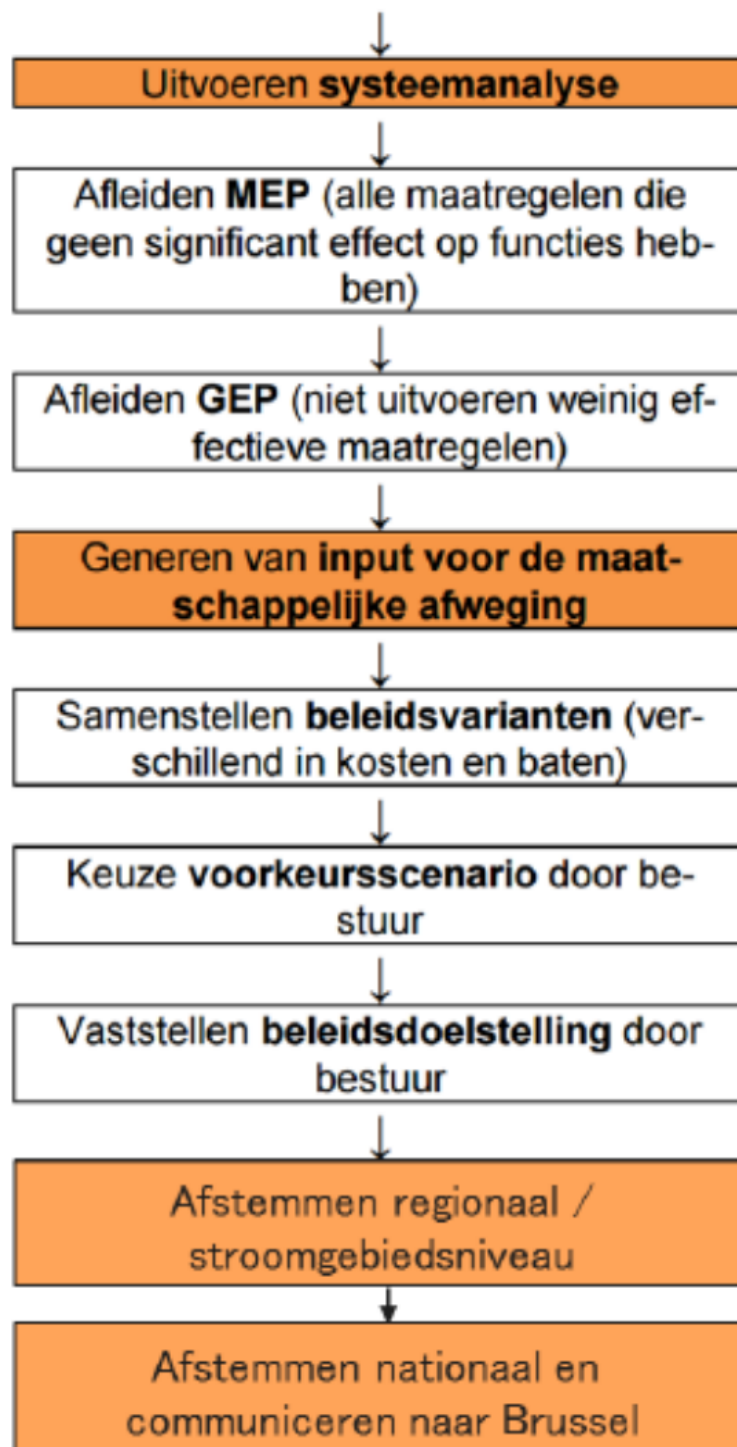 Uitvoeren systeemanalyse
Afleiden MEP (alle maatregelen die
geen significant effect op functies heb-
ben)
Afleiden GEP (niet uitvoeren weinig ef-
fectieve maatregelen)
Generen van input voor de maat-
schappelijke afweging
Samenstellen beleidsvarianten (ver-
schillend in kosten en baten)
Keuze voorkeursscenario door be-
stuur
Vaststellen beleidsdoelstelling door
bestuur
Afstemmen regionaal /
stroomgebiedsniveau
Afstemmen nationaal en
communiceren naar Brussel